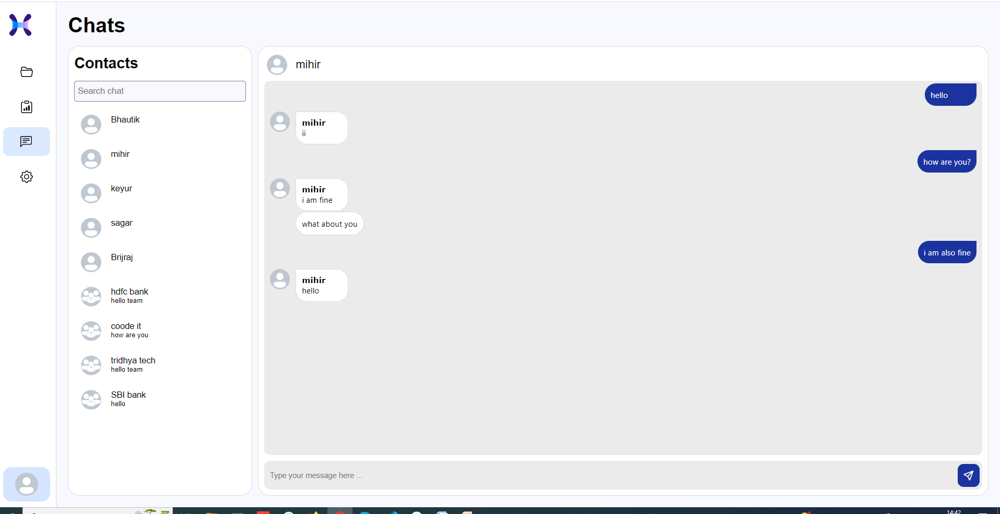 Chats
Contacts
Search chat
Bhautik
mihir
keyur
sagar
Brijraj
hdfc bank
hello team
coode it
how are you
tridhya tech
hello team
SBI bank
hello
mihir
hello
mihir
ii
how are you?
mihir
i am fine
what about you
i am also fine
mihir
hello
Type your message here ...
14:42